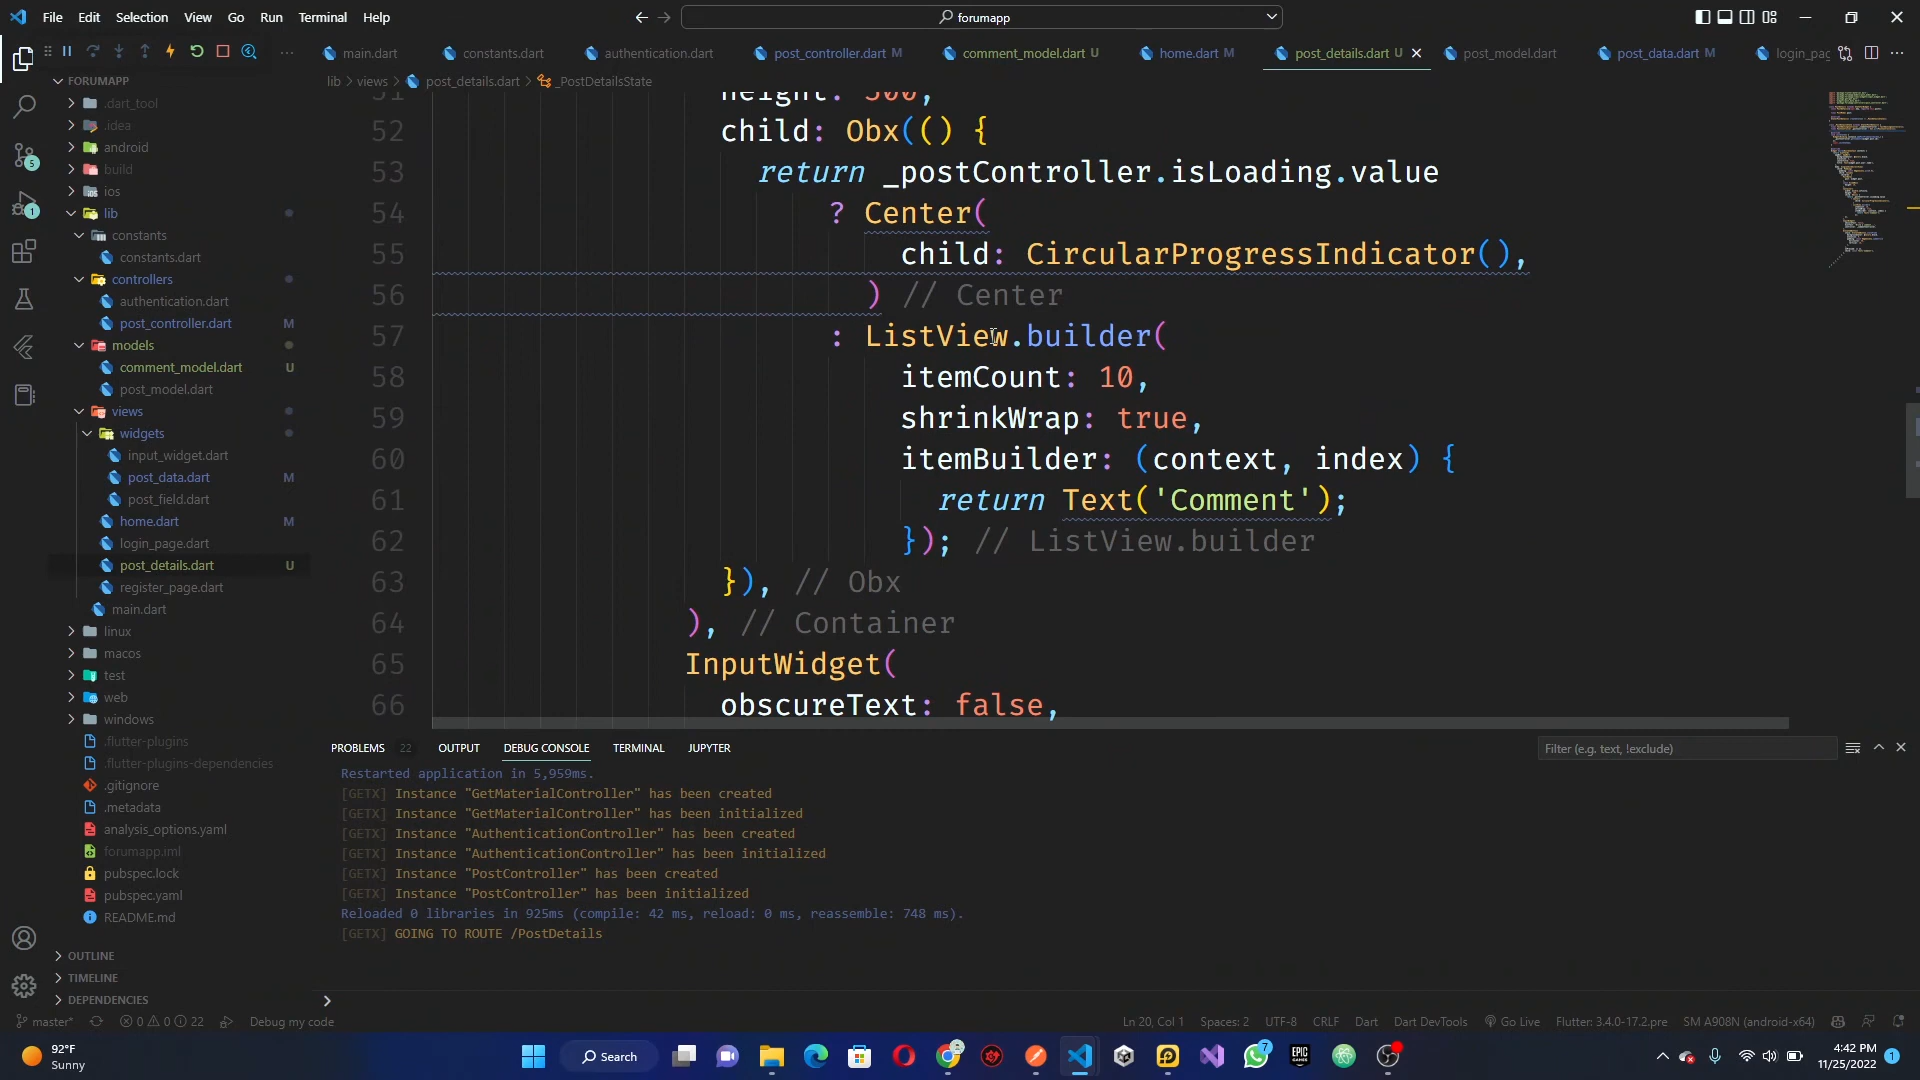 File Edit Selection View Go Run Terminal Help
forumapp
main.dart constants.dart authentication.dart post_controller.dart M comment_model.dart U home.dart M post_details.dart U post_model.dart post_data.dart M login_pag
FORUMAPP
lib > views > post_details.dart > _PostDetailsState
.dart_tool
.idea
android
build
ios
lib
constants
constants.dart
controllers
authentication.dart
post_controller.dart M
models
comment_model.dart U
post_model.dart
views
widgets
input_widget.dart
post_data.dart M
post_field.dart
home.dart M
login_page.dart
post_details.dart U
register_page.dart
main.dart
linux
macos
test
web
windows
.flutter-plugins
.flutter-plugins-dependencies
.gitignore
.metadata
analysis_options.yaml
forumapp.iml
pubspec.lock
pubspec.yaml
README.md
OUTLINE
TIMELINE
DEPENDENCIES
5
1
51 height: 500,
52 child: Obx(() {
53 return _postController.isLoading.value
54 ? Center(
55 child: CircularProgressIndicator(),
56 ) // Center
57 : ListView.builder(
58 itemCount: 10,
59 shrinkWrap: true,
60 itemBuilder: (context, index) {
61 return Text('Comment');
62 }); // ListView.builder
63 }), // Obx
64 ), // Container
65 InputWidget(
66 obscureText: false,
PROBLEMS 22 OUTPUT DEBUG CONSOLE TERMINAL JUPYTER
Filter (e.g. text, !exclude)
Restarted application in 5,959ms.
[GETX] Instance "GetMaterialController" has been created
[GETX] Instance "GetMaterialController" has been initialized
[GETX] Instance "AuthenticationController" has been created
[GETX] Instance "AuthenticationController" has been initialized
[GETX] Instance "PostController" has been created
[GETX] Instance "PostController" has been initialized
Reloaded 0 libraries in 925ms (compile: 42 ms, reload: 0 ms, reassemble: 748 ms).
[GETX] GOING TO ROUTE /PostDetails
master* 0 0 22 Debug my code
Ln 20, Col 1 Spaces: 2 UTF-8 CRLF Dart Dart DevTools Go Live Flutter: 3.4.0-17.2.pre SM A908N (android-x64)
92°F
Sunny
Search
7
EPIC GAMES
4:42 PM
11/25/2022
1